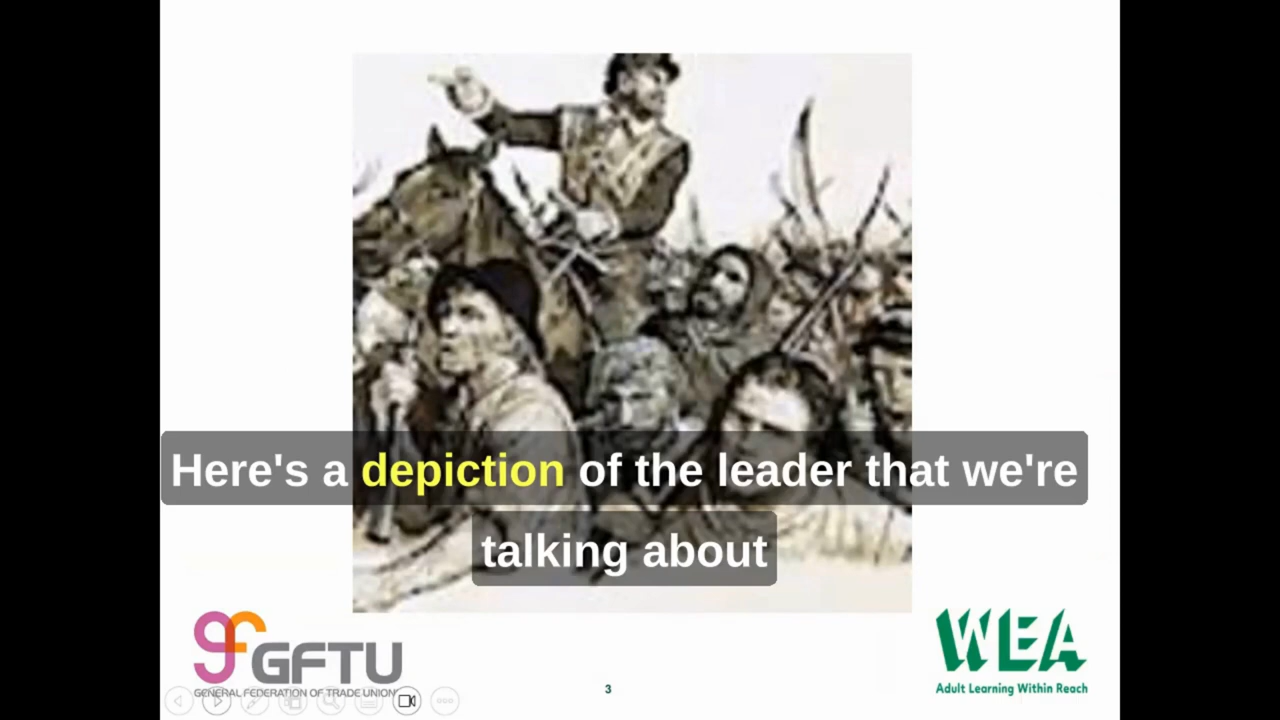 Here's a depiction of the leader that we're
talking about
gf GFTU
GENERAL FEDERATION OF TRADE UNIONS
WEA
Adult Learning Within Reach
3